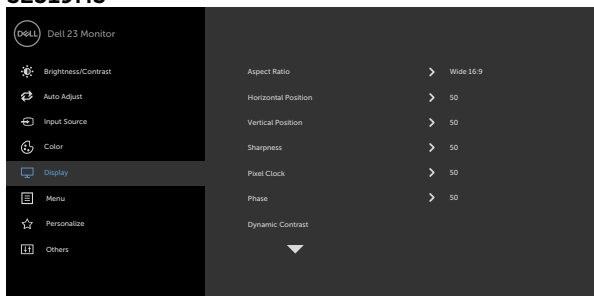 DELL
Dell 23 Monitor
Brightness/Contrast
Aspect Ratio Wide 16:9
Auto Adjust
Horizontal Position 50
Input Source
Vertical Position 50
Color
Sharpness 50
Display
Pixel Clock 50
Menu
Phase 50
Personalize
Dynamic Contrast
Others